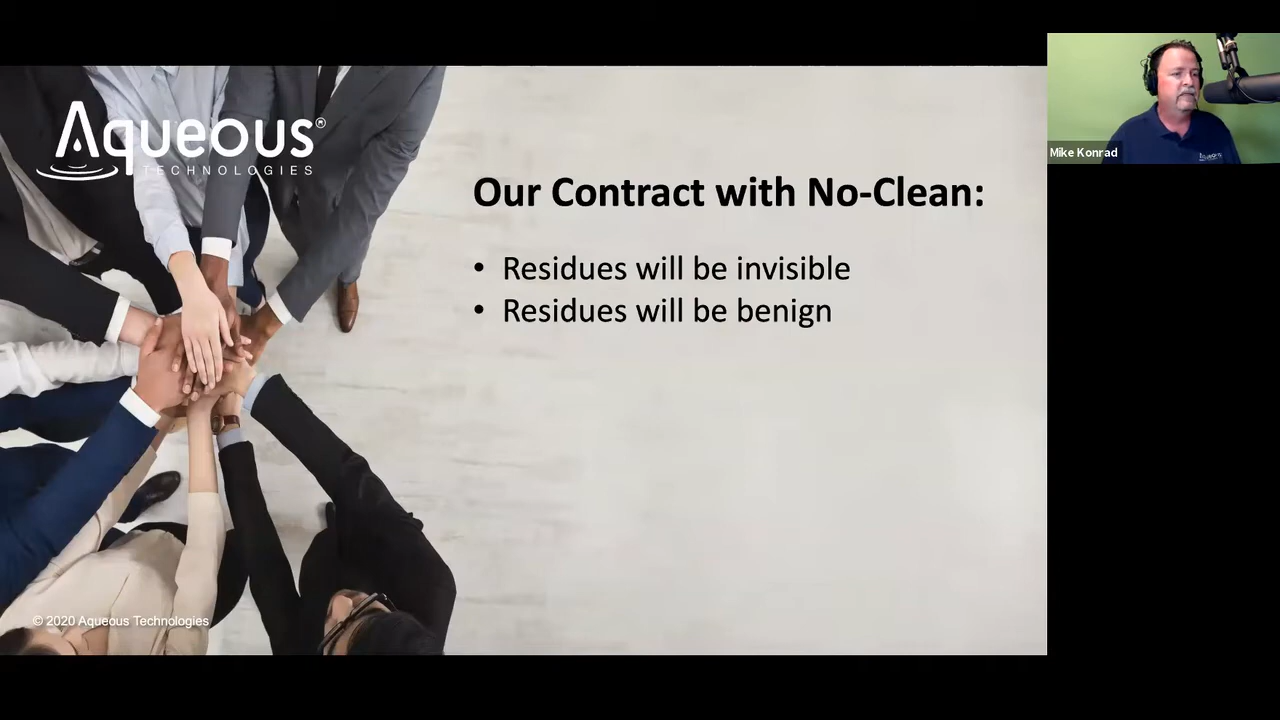 Aqueous®
TECHNOLOGIES
Our Contract with No-Clean:
• Residues will be invisible
• Residues will be benign
© 2020 Aqueous Technologies
Mike Konrad